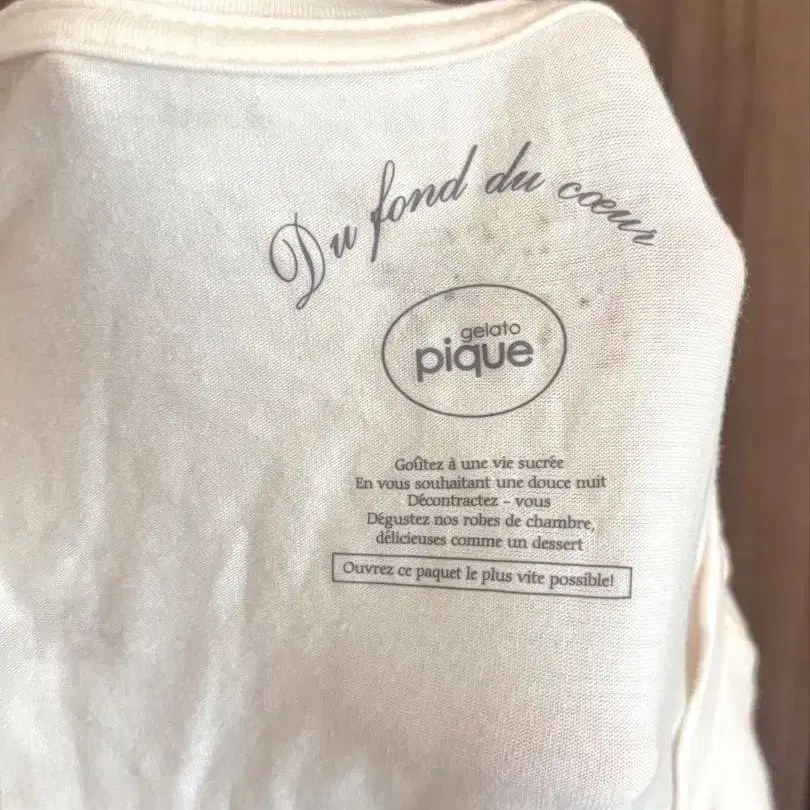 Du fond du cœur
gelato
pique
Goûtez à une vie sucrée
En vous souhaitant une douce nuit
Décontractez - vous
Dégustez nos robes de chambre,
délicieuses comme un dessert
Ouvrez ce paquet le plus vite possible!